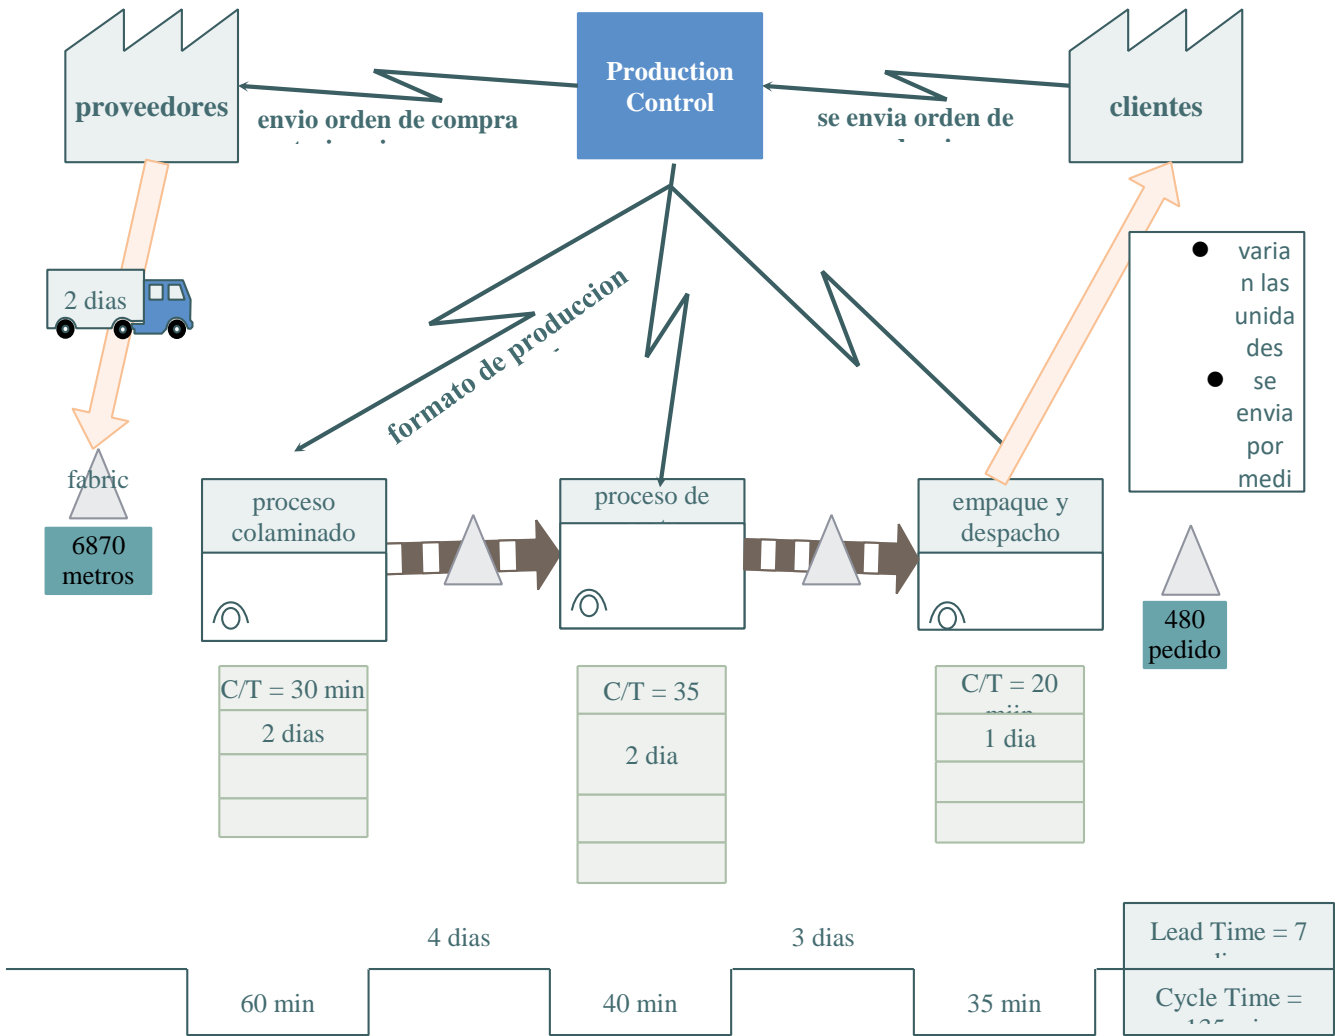 proveedores
envio orden de compra
Production
Control
se envia orden de
clientes
2 dias
fabric
6870
metros
formato de produccion
varia
n las
unida
des
se
envia
por
medi
proceso
colaminado
proceso de
empaque y
despacho
480
pedido
C/T = 30 min
2 dias
C/T = 35
2 dia
C/T = 20
1 dia
4 dias
3 dias
60 min
40 min
35 min
Lead Time = 7
Cycle Time =